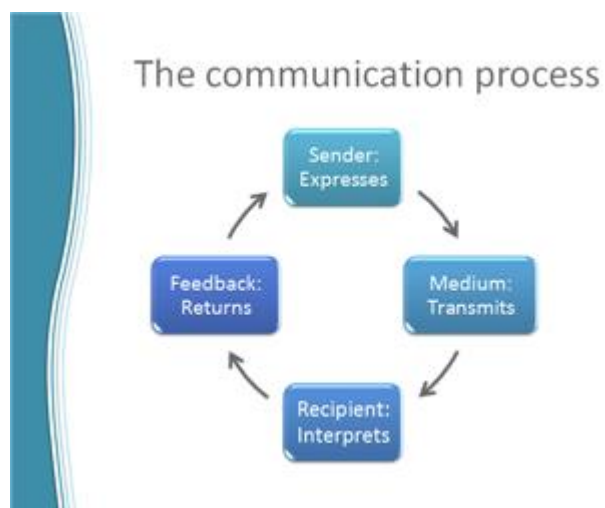 The communication process
Sender:
Expresses
Medium:
Transmits
Recipient:
Interprets
Feedback:
Returns